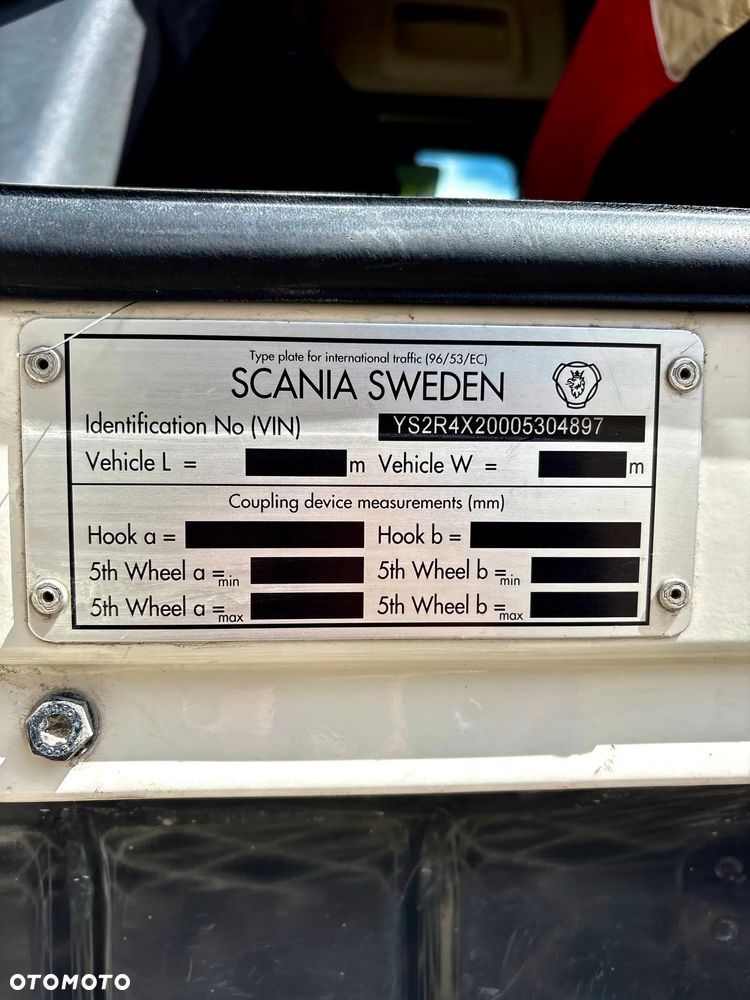 Type plate for international traffic (96/53/EC)
SCANIA SWEDEN
Identification No (VIN) YS2R4X20005304897
Vehicle L = m Vehicle W = m
Coupling device measurements (mm)
Hook a = Hook b =
5th Wheel a =min 5th Wheel b =min
5th Wheel a =max 5th Wheel b =max
OTOMOTO